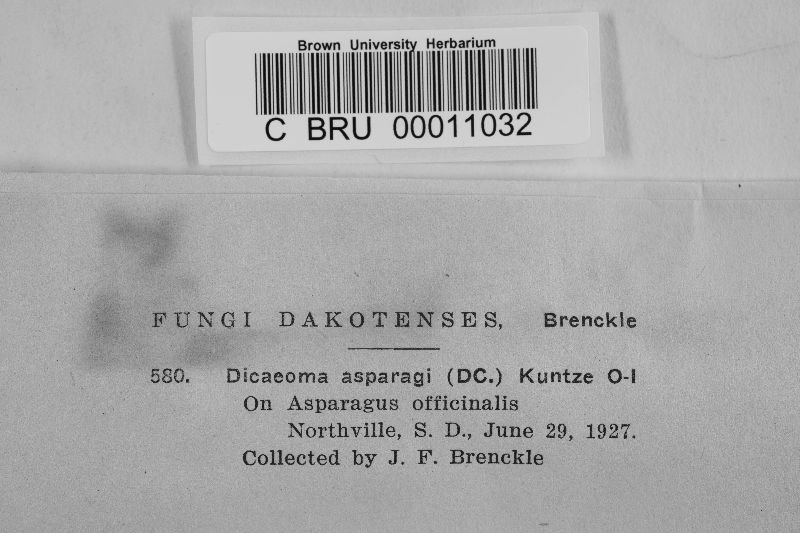 Brown University Herbarium
C BRU 00011032
FUNGI DAKOTENSES, Brenckle
580. Dicaeoma asparagi (DC.) Kuntze O-I
On Asparagus officinalis
Northville, S. D., June 29, 1927.
Collected by J. F. Brenckle